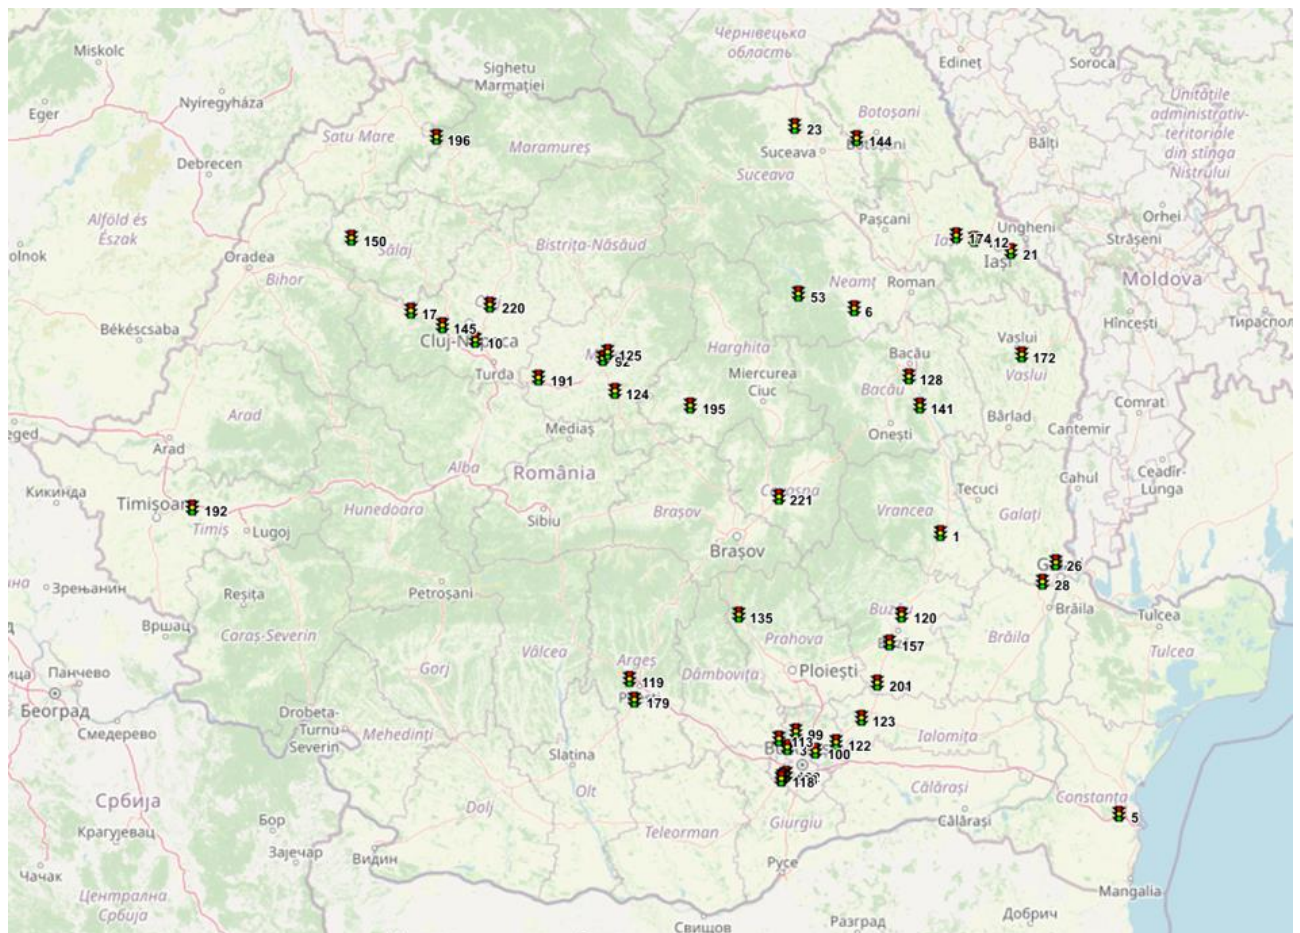 Чернівецька
область
Miskolc
Edineț
Soroca
Sighetu
Marmației
Nyíregyháza
Eger
Botoșani
Unitățile
administrativ-
teritoriale
din stînga
Nistrului
Satu Mare
196
23
144
Maramureș
Suceava
Bălți
Debrecen
Suceava
Alföld és
Észak
Pașcani
Orhei
Ungheni
Strășeni
150
Sălaj
Bistrița-Năsăud
174
12
21
Iași
Oradea
Bihor
Moldova
Neamț
Roman
53
6
220
17
145
10
Békéscsaba
Hîncești
Vaslui
172
Vaslui
Harghita
125
92
Bacău
128
Bacău
Turda
191
Miercurea
Ciuc
124
195
141
Comrat
Arad
Bârlad
Cantemir
Mediaș
Onești
Arad
Alba
România
Cahul
Ceadîr-
Lunga
Кикинда
192
Timiș
Lugoj
Hunedoara
Sibiu
Brașov
221
Tecuci
Vrancea
Galați
1
Brașov
26
28
Зрењанин
Reșița
Petroșani
Brăila
Tulcea
Вршац
Caraș-Severin
135
120
Prahova
157
Brăila
Tulcea
Gorj
Vâlcea
Argeș
119
Dâmbovița
Ploiești
Панчево
201
179
Београд
Смедерево
Drobeta-
Turnu
Severin
Mehedinți
123
99
113
122
100
Ialomița
Slatina
118
Călărași
Constanța
5
Србија
Olt
Dolj
Бор
Крагујевац
Teleorman
Giurgiu
Călărași
Зајечар
Видин
Русе
Чачак
Mangalia
Централна
Србија
Свищов
Разград
Добрич